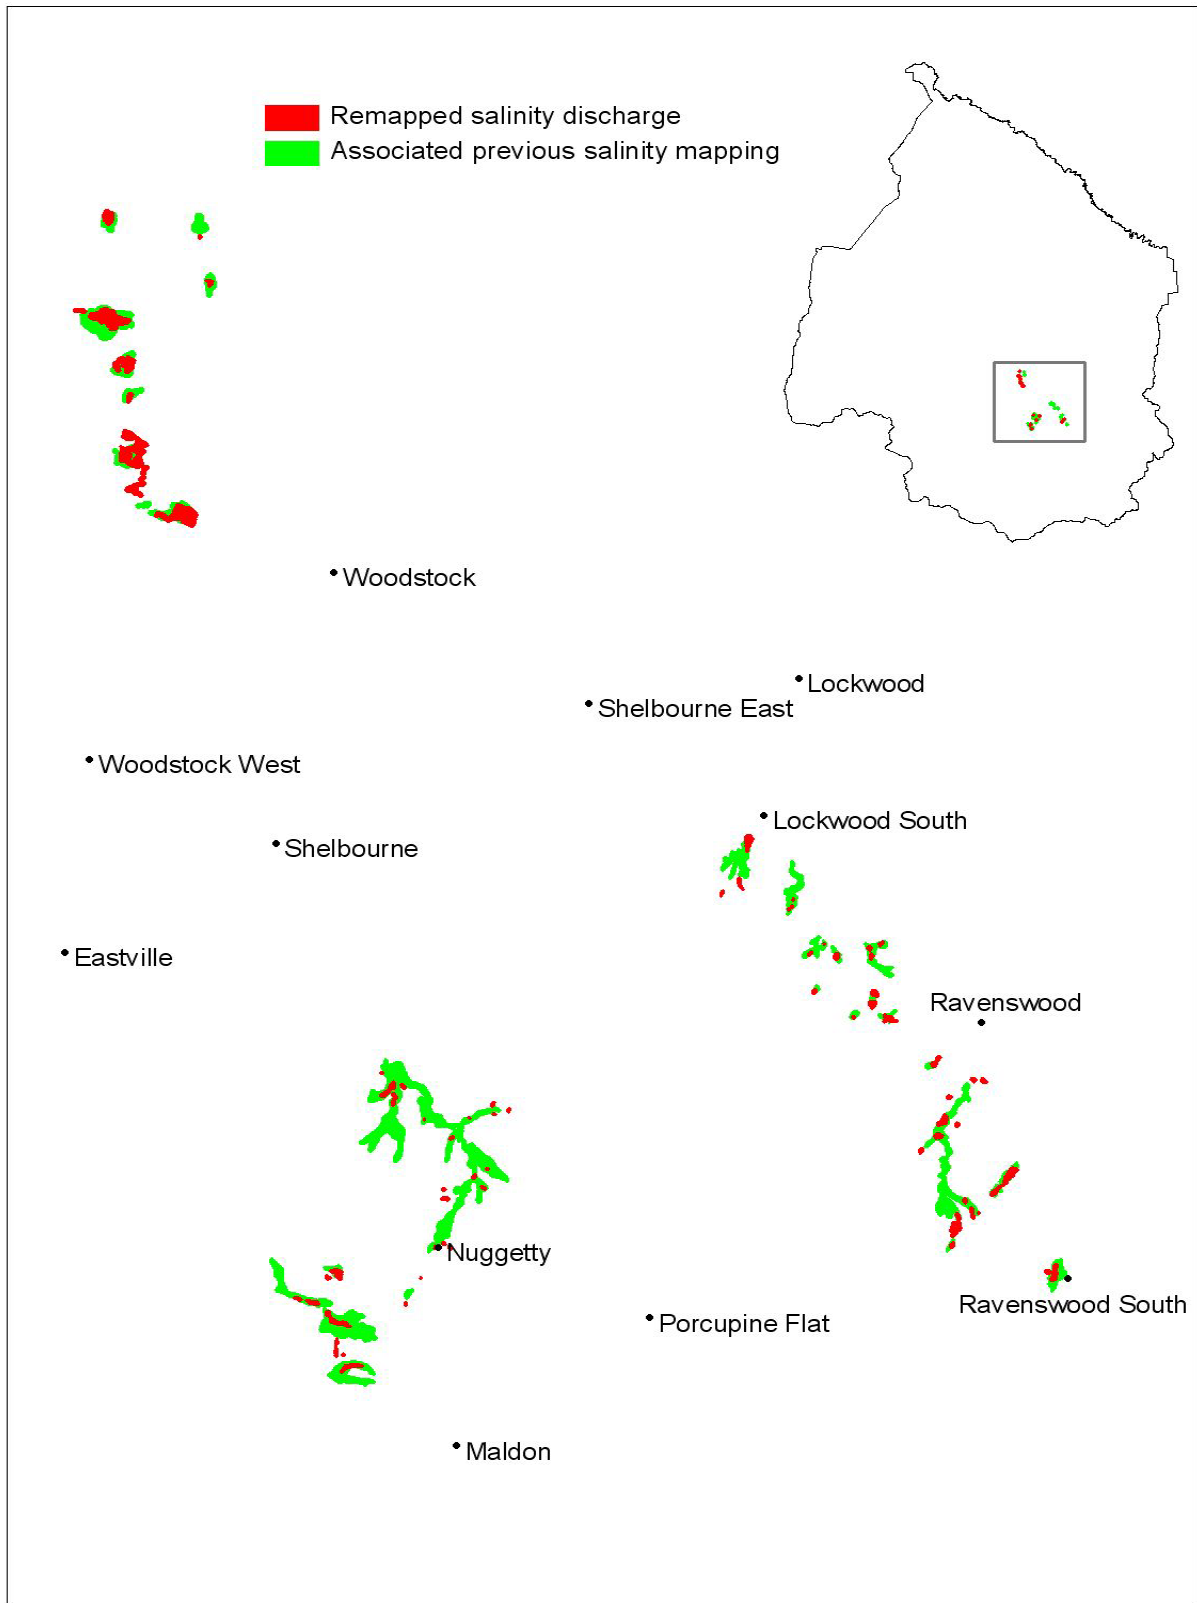 Remapped salinity discharge
Associated previous salinity mapping
Woodstock
Lockwood
Shelbourne East
Woodstock West
Lockwood South
Shelbourne
Eastville
Ravenswood
Nuggetty
Ravenswood South
Porcupine Flat
Maldon